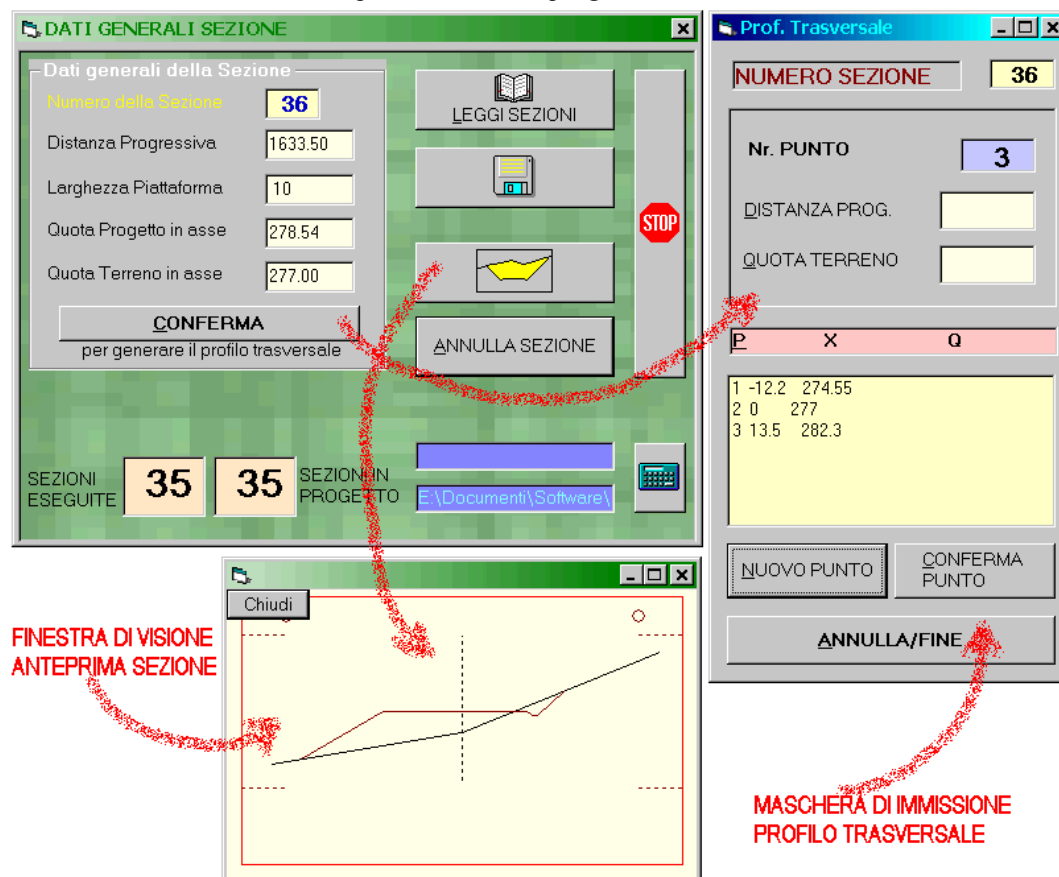 DATI GENERALI SEZIONE
Dati generali della Sezione
Numero della Sezione 36
Distanza Progressiva 1633.50
Larghezza Piattaforma 10
Quota Progetto in asse 278.54
Quota Terreno in asse 277.00
CONFERMA
per generare il profilo trasversale
LEGGI SEZIONI
STOP
ANNULLA SEZIONE
SEZIONI
ESEGUITE
35
35
SEZIONI IN
PROGETTO
E:\Documenti\Software\
Prof. Trasversale
NUMERO SEZIONE 36
Nr. PUNTO 3
DISTANZA PROG.
QUOTA TERRENO
P X Q
1 -12.2 274.55
2 0 277
3 13.5 282.3
NUOVO PUNTO
CONFERMA
PUNTO
ANNULLA/FINE
Chiudi
FINESTRA DI VISIONE
ANTEPRIMA SEZIONE
MASCHERA DI IMMISSIONE
PROFILO TRASVERSALE